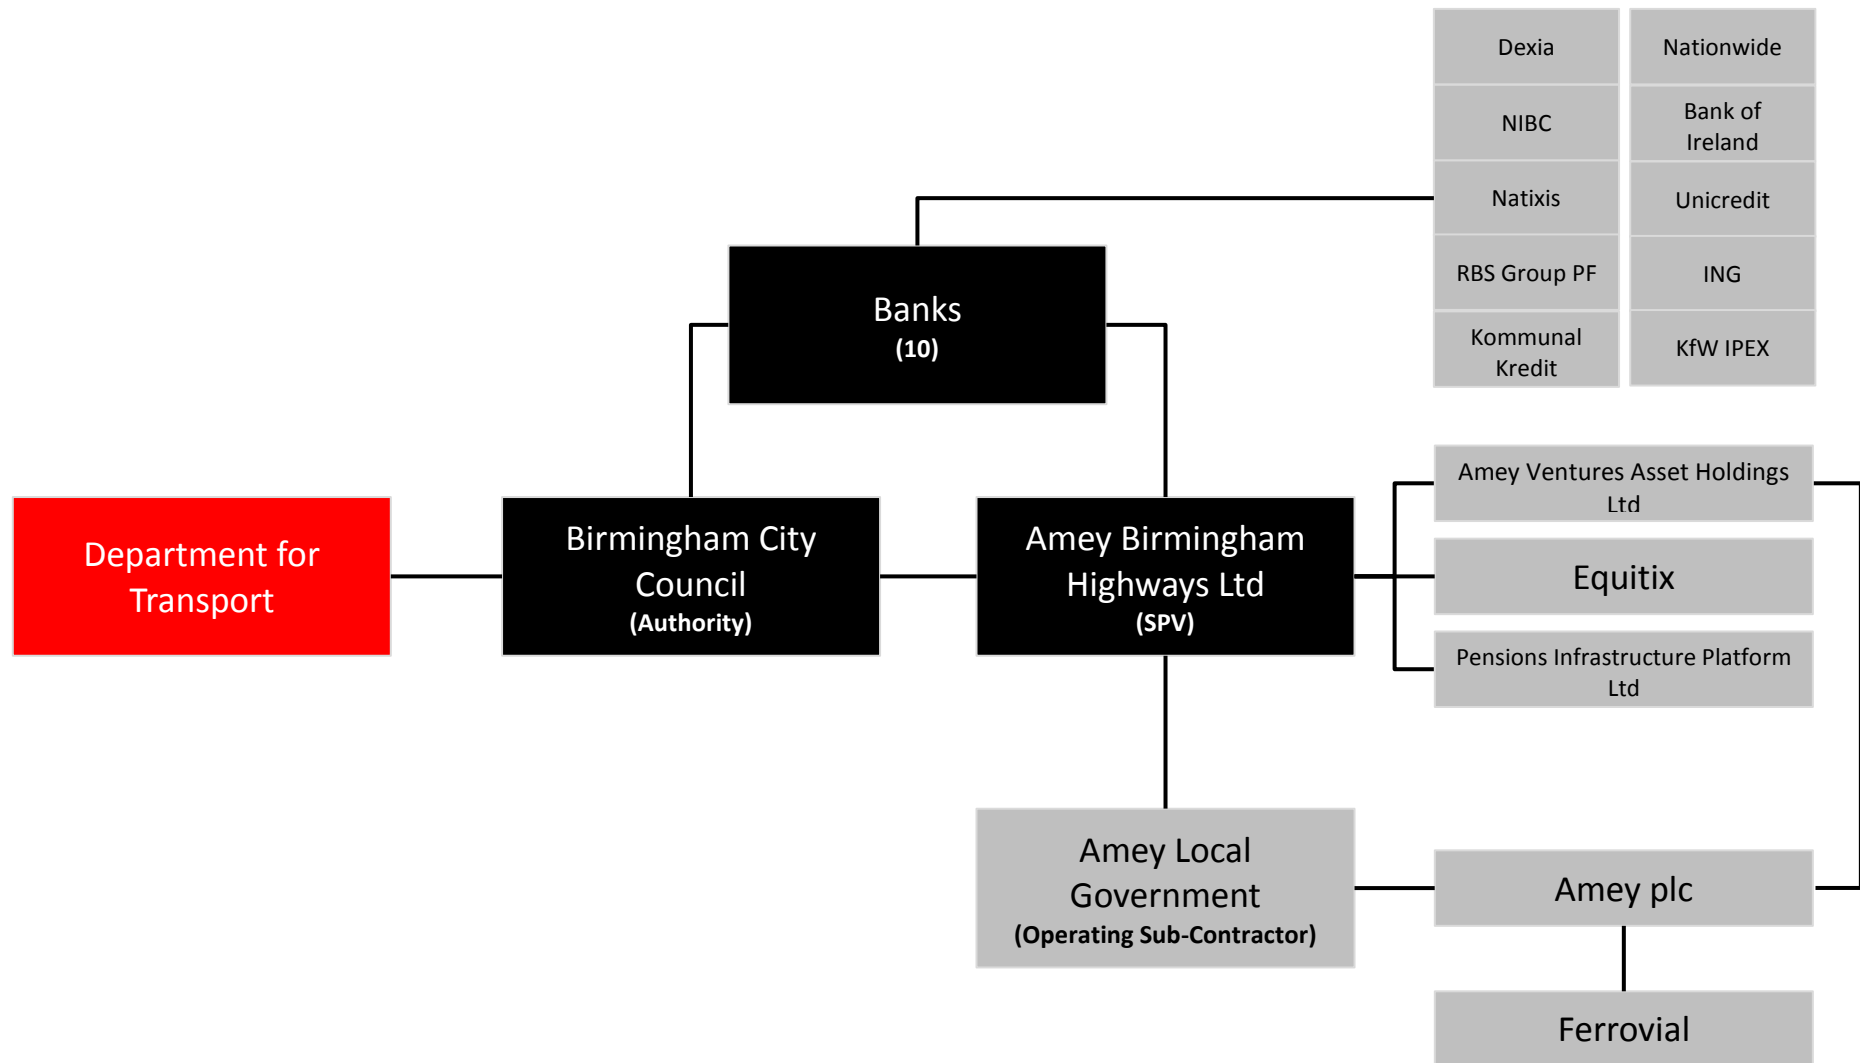 Dexia
Nationwide
NIBC
Bank of
Ireland
Natixis
Unicredit
RBS Group PF
ING
Kommunal
Kredit
KfW IPEX
Banks
(10)
Amey Ventures Asset Holdings
Ltd
Department for
Transport
Birmingham City
Council
(Authority)
Amey Birmingham
Highways Ltd
(SPV)
Equitix
Pensions Infrastructure Platform
Ltd
Amey Local
Government
(Operating Sub-Contractor)
Amey plc
Ferrovial